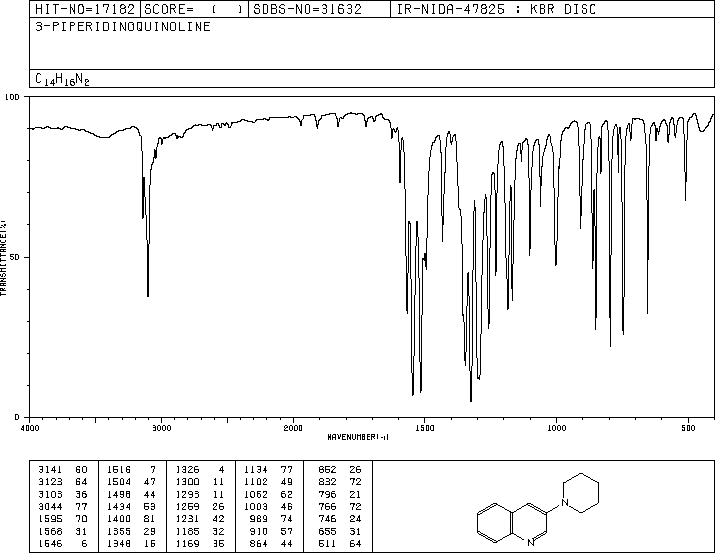 HIT-NO=17182 SCORE= ( ) SDBS-NO=31632 IR-NIDA-47825 : KBR DISC
3-PIPERIDINOQUINOLINE
C14H16N2
100
50
0
TRANSMITTANCE(%)
4000 3000 2000 1500 1000 500
WAVENUMBER(-1)
3141 60 1516 7 1326 4 1134 77 852 26
3123 64 1504 47 1300 11 1102 49 832 72
3103 36 1498 44 1293 11 1062 62 796 21
3044 77 1434 53 1259 26 1003 46 766 72
1595 70 1400 81 1231 42 989 74 746 24
1568 31 1355 29 1185 32 910 57 655 31
1546 6 1348 15 1169 35 864 44 511 64
N
N